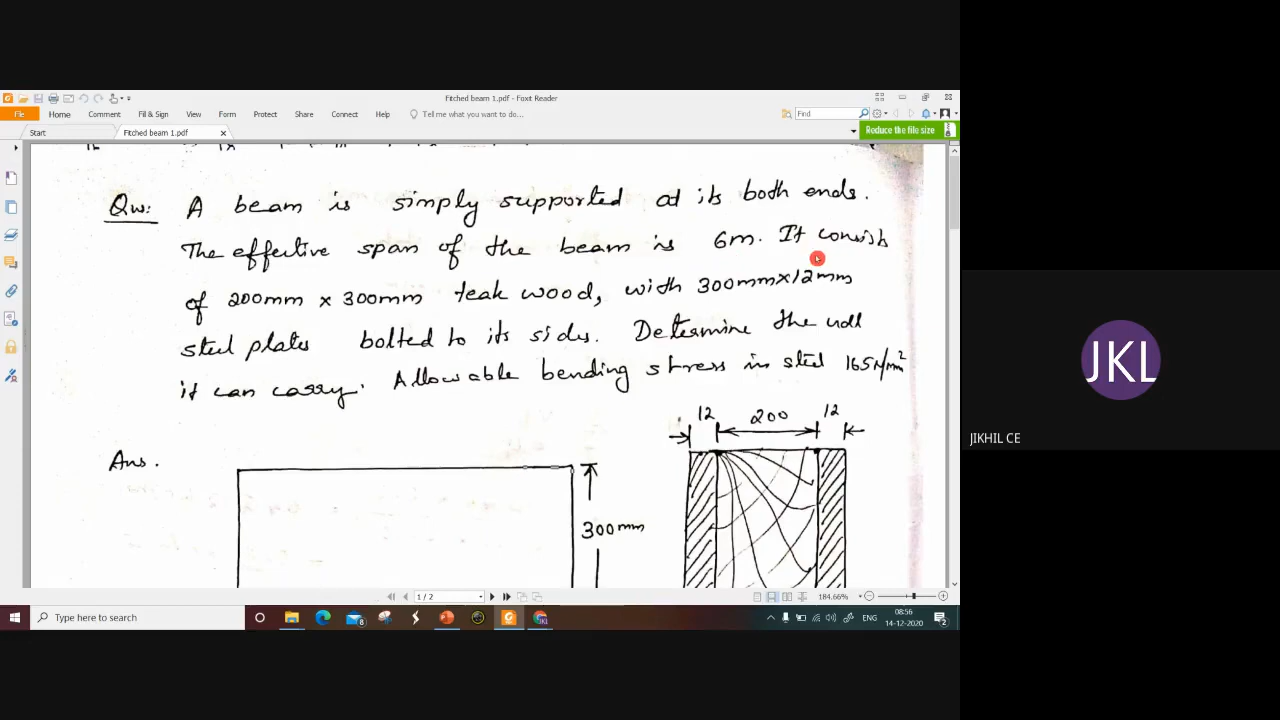 Fitched beam 1.pdf - Foxit Reader
File Home Comment Fill & Sign View Form Protect Share Connect Help Tell me what you want to do... Find
Start Fitched beam 1.pdf Reduce the file size
Qw: A beam is simply supported at its both ends.
The effective span of the beam is 6m. It consists
of 200mm x 300mm teak wood, with 300mmx12mm
steel plates bolted to its sides. Determine the udl
it can carry. Allowable bending stress in steel 165N/mm²
12 200 12
Ans.
300mm
JKL
JIKHIL CE
1 / 2 184.66%
Type here to search 8 JKL ENG 08:56
14-12-2020 2